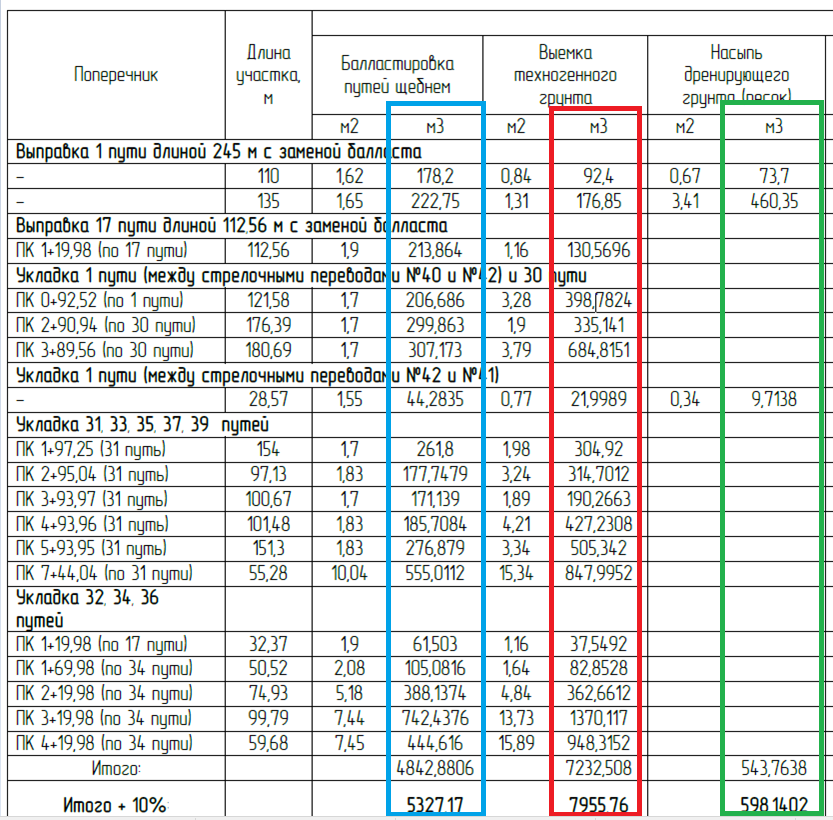 Поперечник Длина участка, м Балластировка путей щебнем Выемка техногенного грунта Насыпь дренирующего грунта (песок)
м2 м3 м2 м3 м2 м3
Выправка 1 пути длиной 245 м с заменой балласта
- 110 1,62 178,2 0,84 92,4 0,67 73,7
- 135 1,65 222,75 1,31 176,85 3,41 460,35
Выправка 17 пути длиной 112,56 м с заменой балласта
ПК 1+19,98 (по 17 пути) 112,56 1,9 213,864 1,16 130,5696
Укладка 1 пути (между стрелочными переводами №40 и №42) и 30 пути
ПК 0+92,52 (по 1 пути) 121,58 1,7 206,686 3,28 398,7824
ПК 2+90,94 (по 30 пути) 176,39 1,7 299,863 1,9 335,141
ПК 3+89,56 (по 30 пути) 180,69 1,7 307,173 3,79 684,8151
Укладка 1 пути (между стрелочными переводами №42 и №41)
- 28,57 1,55 44,2835 0,77 21,9989 0,34 9,7138
Укладка 31, 33, 35, 37, 39 путей
ПК 1+97,25 (31 путь) 154 1,7 261,8 1,98 304,92
ПК 2+95,04 (31 путь) 97,13 1,83 177,7479 3,24 314,7012
ПК 3+93,97 (31 путь) 100,67 1,7 171,139 1,89 190,2663
ПК 4+93,96 (31 путь) 101,48 1,83 185,7084 4,21 427,2308
ПК 5+93,95 (31 путь) 151,3 1,83 276,879 3,34 505,342
ПК 7+44,04 (по 31 пути) 55,28 10,04 555,0112 15,34 847,9952
Укладка 32, 34, 36
путей
ПК 1+19,98 (по 17 пути) 32,37 1,9 61,503 1,16 37,5492
ПК 1+69,98 (по 34 пути) 50,52 2,08 105,0816 1,64 82,8528
ПК 2+19,98 (по 34 пути) 74,93 5,18 388,1374 4,84 362,6612
ПК 3+19,98 (по 34 пути) 99,79 7,44 742,4376 13,73 1370,117
ПК 4+19,98 (по 34 пути) 59,68 7,45 444,616 15,89 948,3152
Итого: 4842,8806 7232,508 543,7638
Итого + 10%: 5327,17 7955,76 598,1402